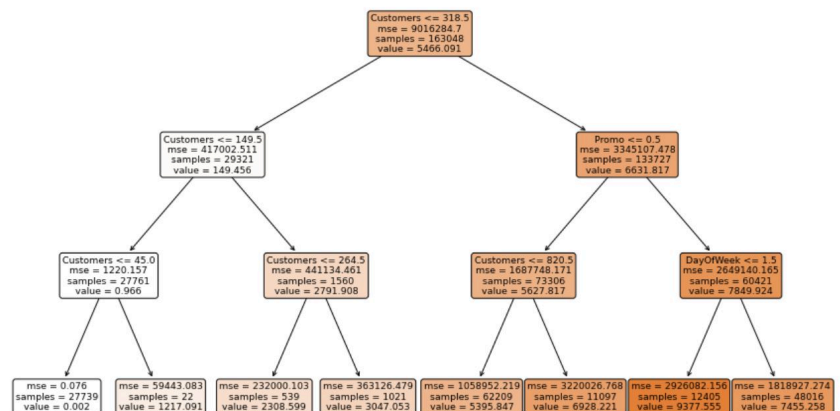 Customers <= 318.5
mse = 9016284.7
samples = 163048
value = 5466.091
Customers <= 149.5
mse = 417002.511
samples = 29321
value = 149.456
Promo <= 0.5
mse = 3345107.478
samples = 133727
value = 6631.817
Customers <= 45.0
mse = 1220.157
samples = 27761
value = 0.966
Customers <= 264.5
mse = 441134.461
samples = 1560
value = 2791.908
Customers <= 820.5
mse = 1687748.171
samples = 73306
value = 5627.817
DayOfWeek <= 1.5
mse = 2649140.165
samples = 60421
value = 7849.924
mse = 0.076
samples = 27739
value = 0.002
mse = 59443.083
samples = 22
value = 1217.091
mse = 232000.103
samples = 539
value = 2308.599
mse = 363126.479
samples = 1021
value = 3047.053
mse = 1058952.219
samples = 62209
value = 5395.847
mse = 3220026.768
samples = 11097
value = 6928.221
mse = 2926082.156
samples = 12405
value = 9377.555
mse = 1818927.274
samples = 48016
value = 7455.258